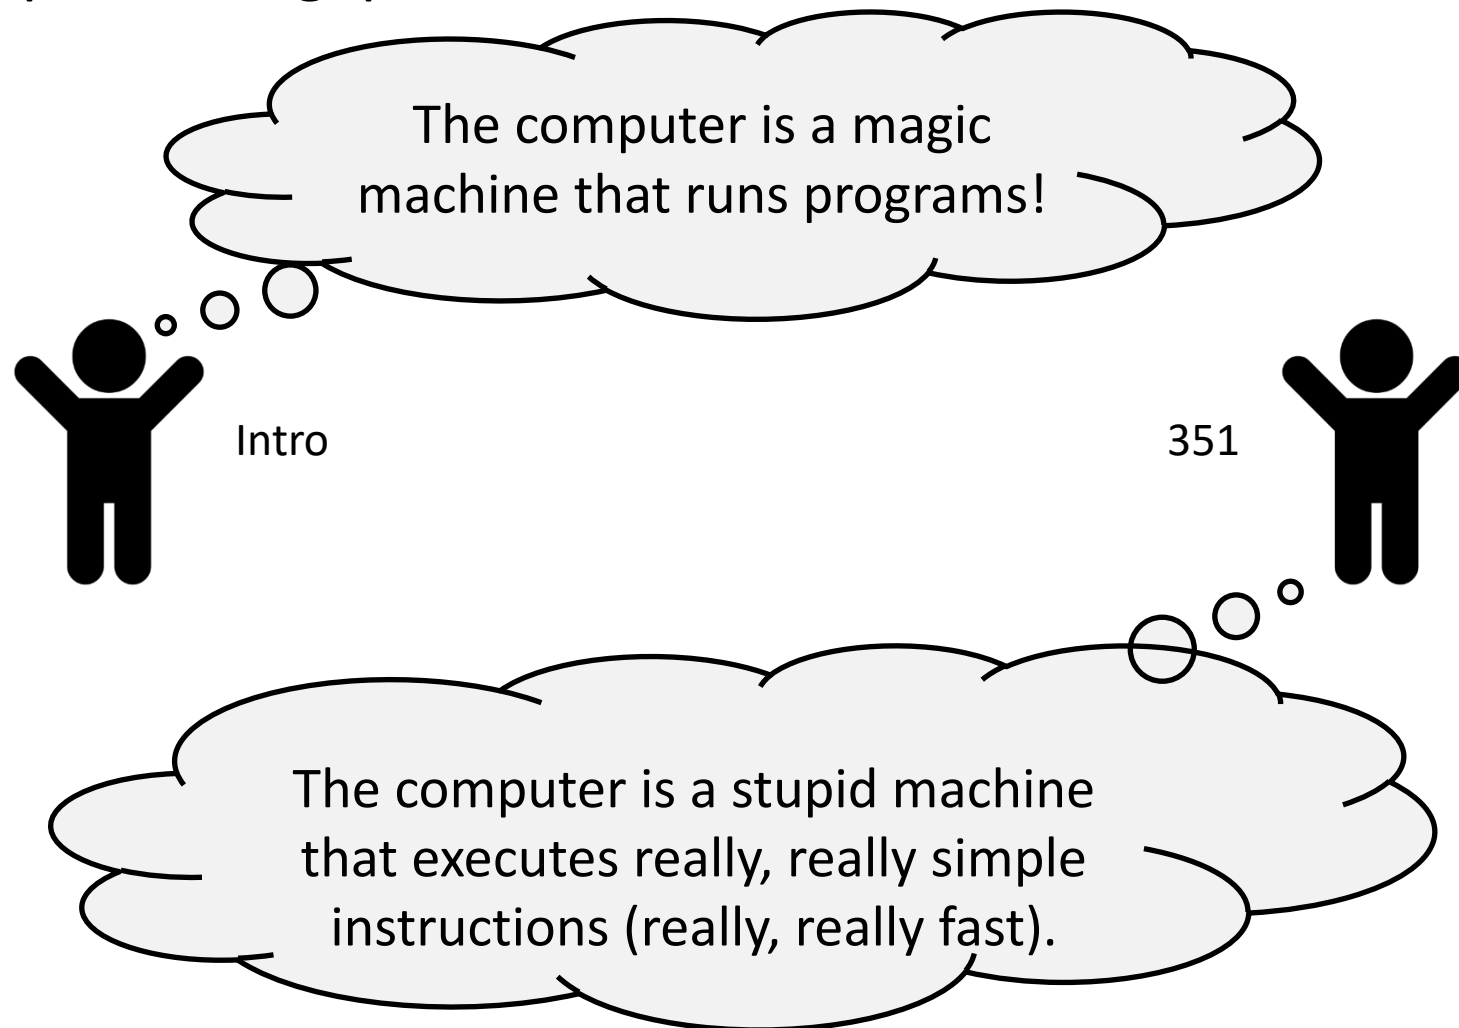 The computer is a magic
machine that runs programs!
Intro
351
The computer is a stupid machine
that executes really, really simple
instructions (really, really fast).